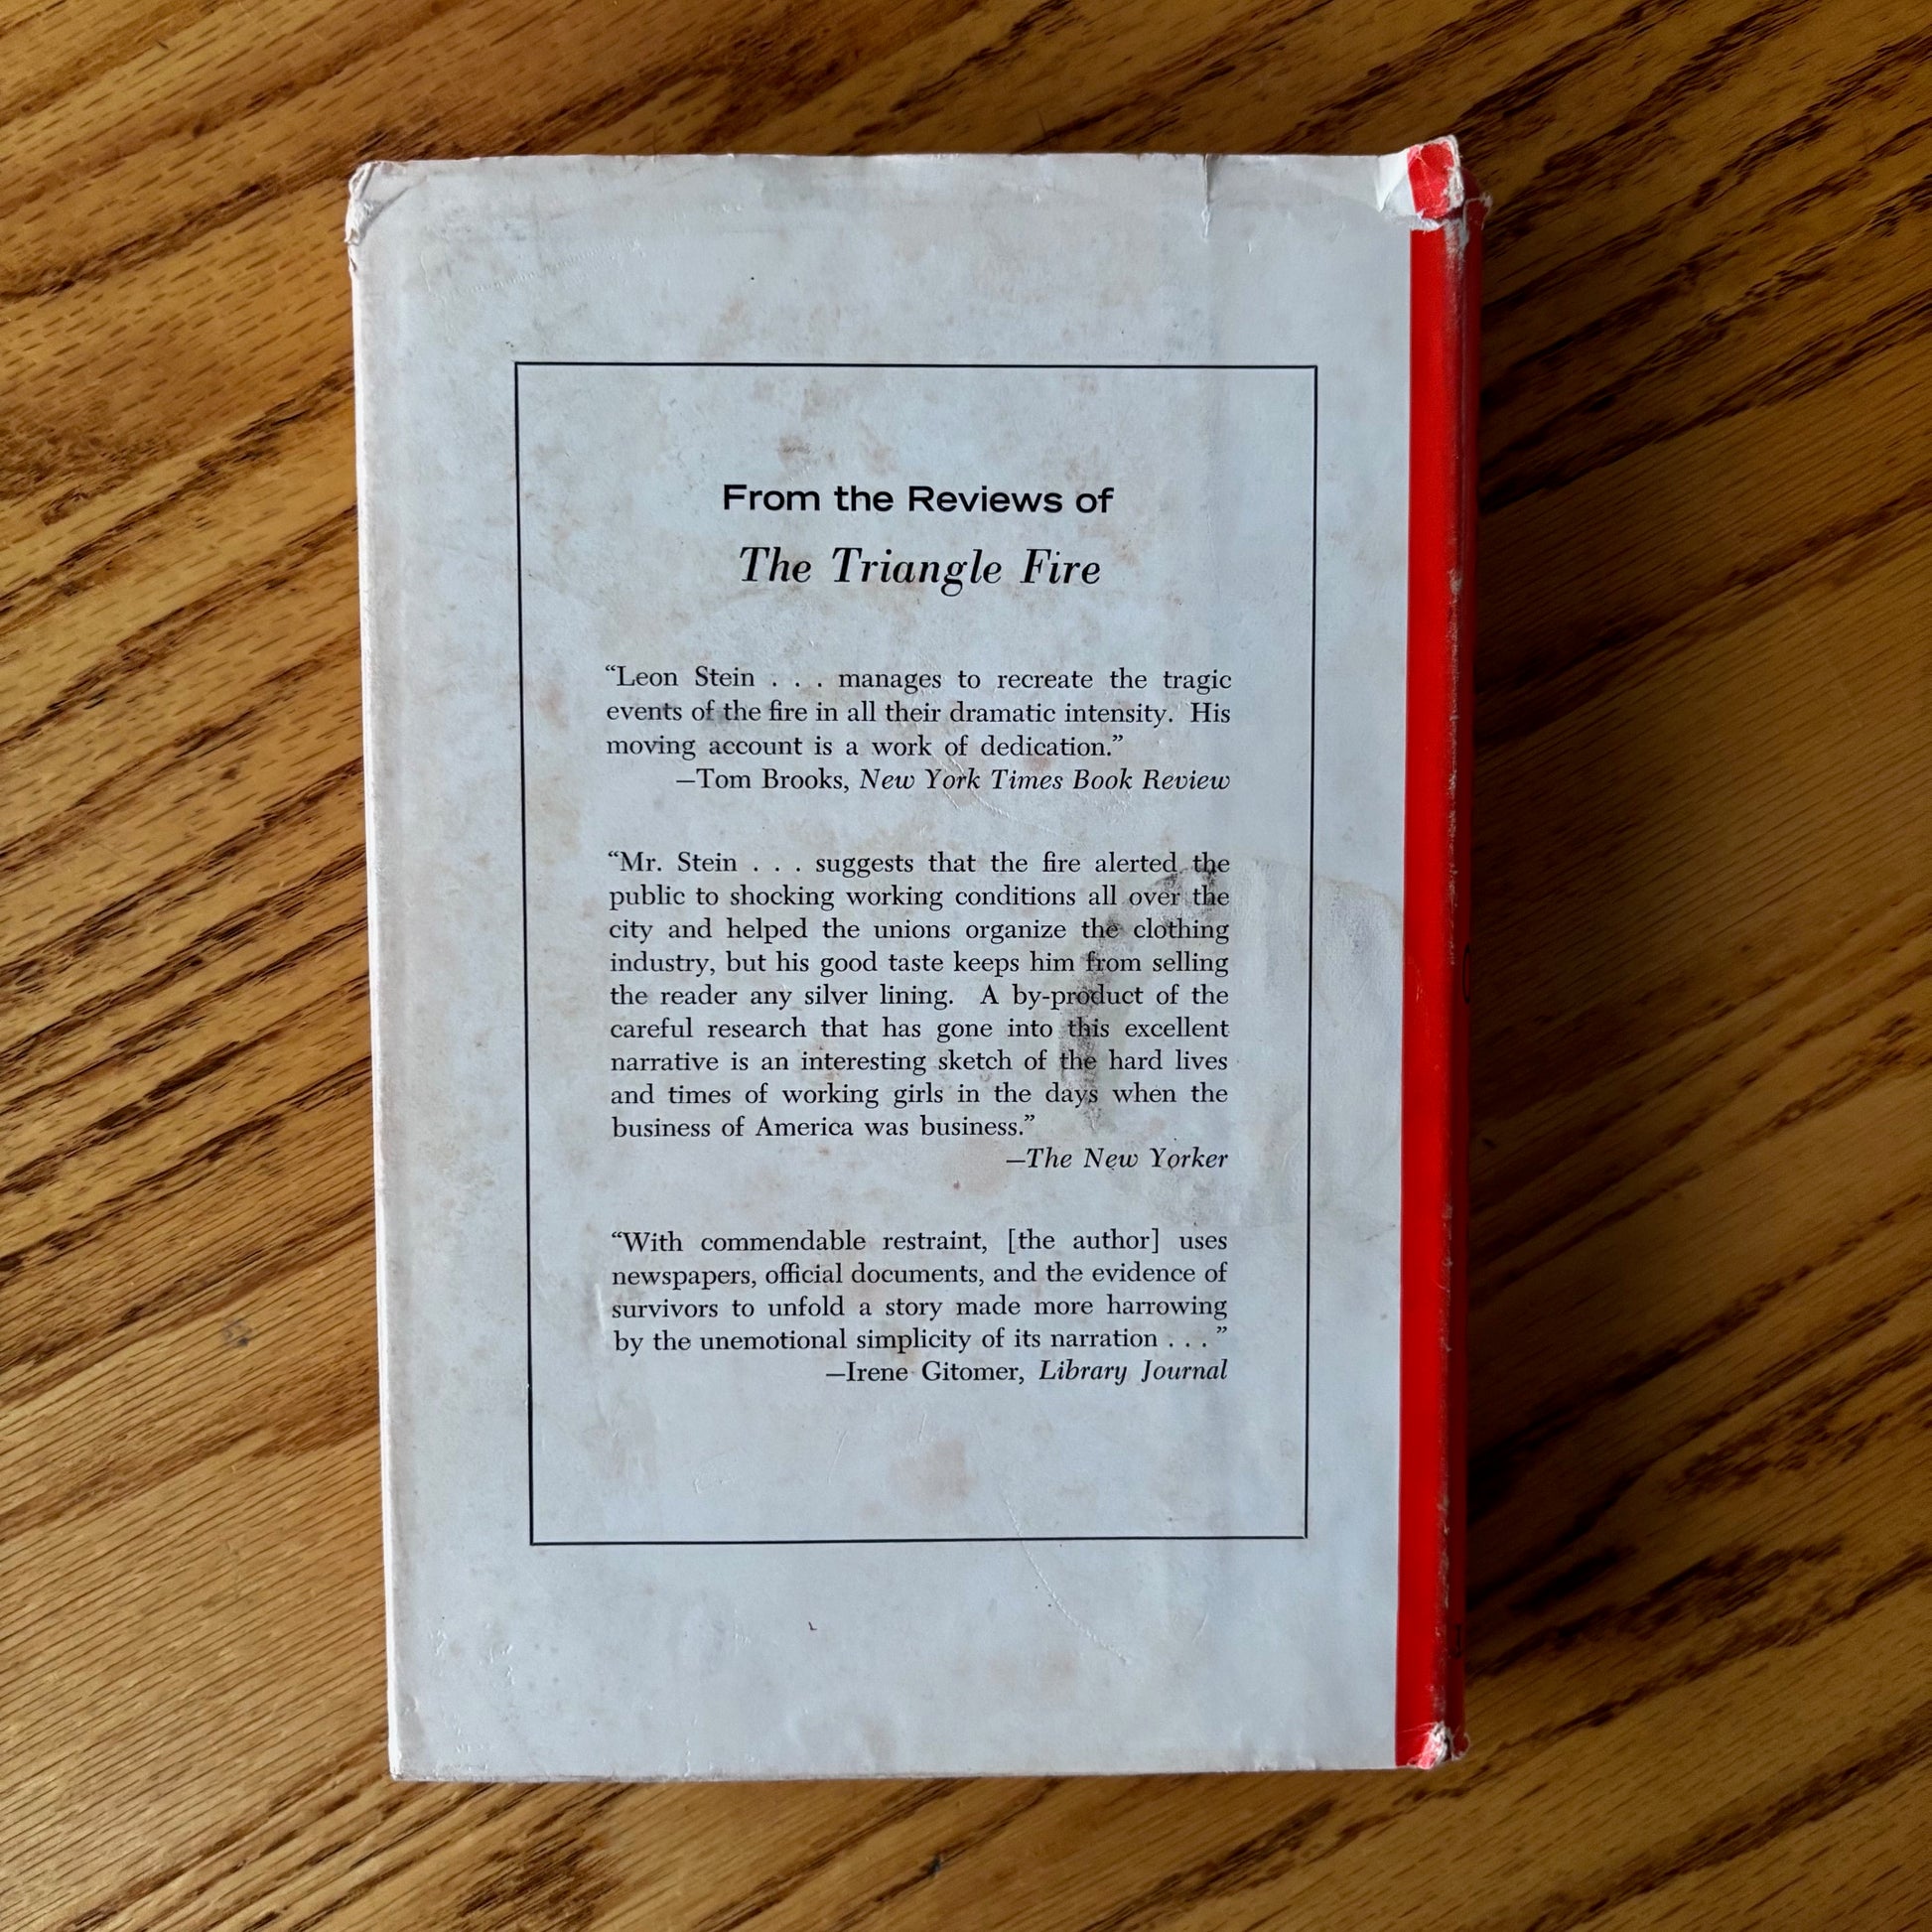 From the Reviews of
The Triangle Fire
“Leon Stein . . . manages to recreate the tragic
events of the fire in all their dramatic intensity. His
moving account is a work of dedication.”
—Tom Brooks, New York Times Book Review
“Mr. Stein . . . suggests that the fire alerted the
public to shocking working conditions all over the
city and helped the unions organize the clothing
industry, but his good taste keeps him from selling
the reader any silver lining. A by-product of the
careful research that has gone into this excellent
narrative is an interesting sketch of the hard lives
and times of working girls in the days when the
business of America was business.”
—The New Yorker
“With commendable restraint, [the author] uses
newspapers, official documents, and the evidence of
survivors to unfold a story made more harrowing
by the unemotional simplicity of its narration . . . ”
—Irene Gitomer, Library Journal